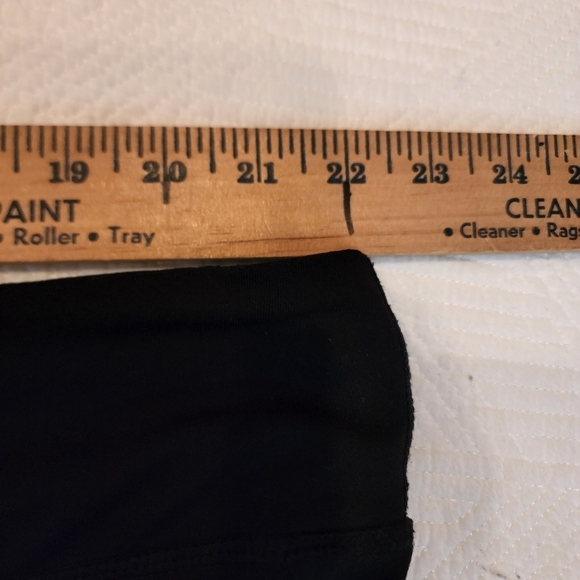 19 20 21 22 23 24
PAINT CLEAN
• Roller • Tray • Cleaner • Rags